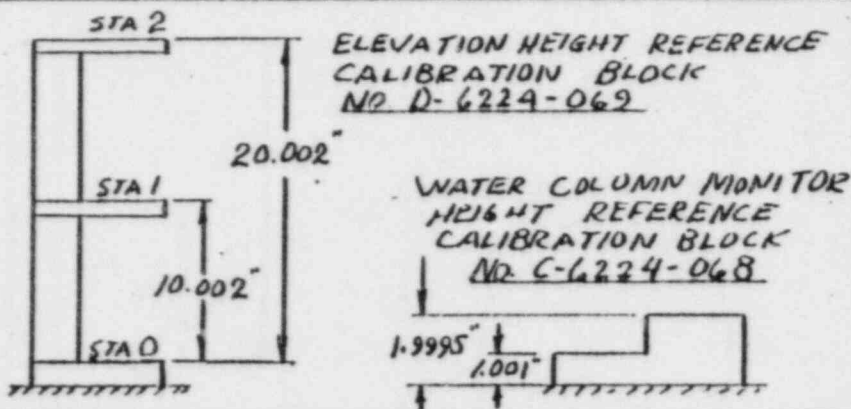 STA 2
ELEVATION HEIGHT REFERENCE
CALIBRATION BLOCK
NO D-6224-069
20.002"
STA 1
10.002"
STA 0
WATER COLUMN MONITOR
HEIGHT REFERENCE
CALIBRATION BLOCK
NO. C-6224-068
1.9995"
1.001"